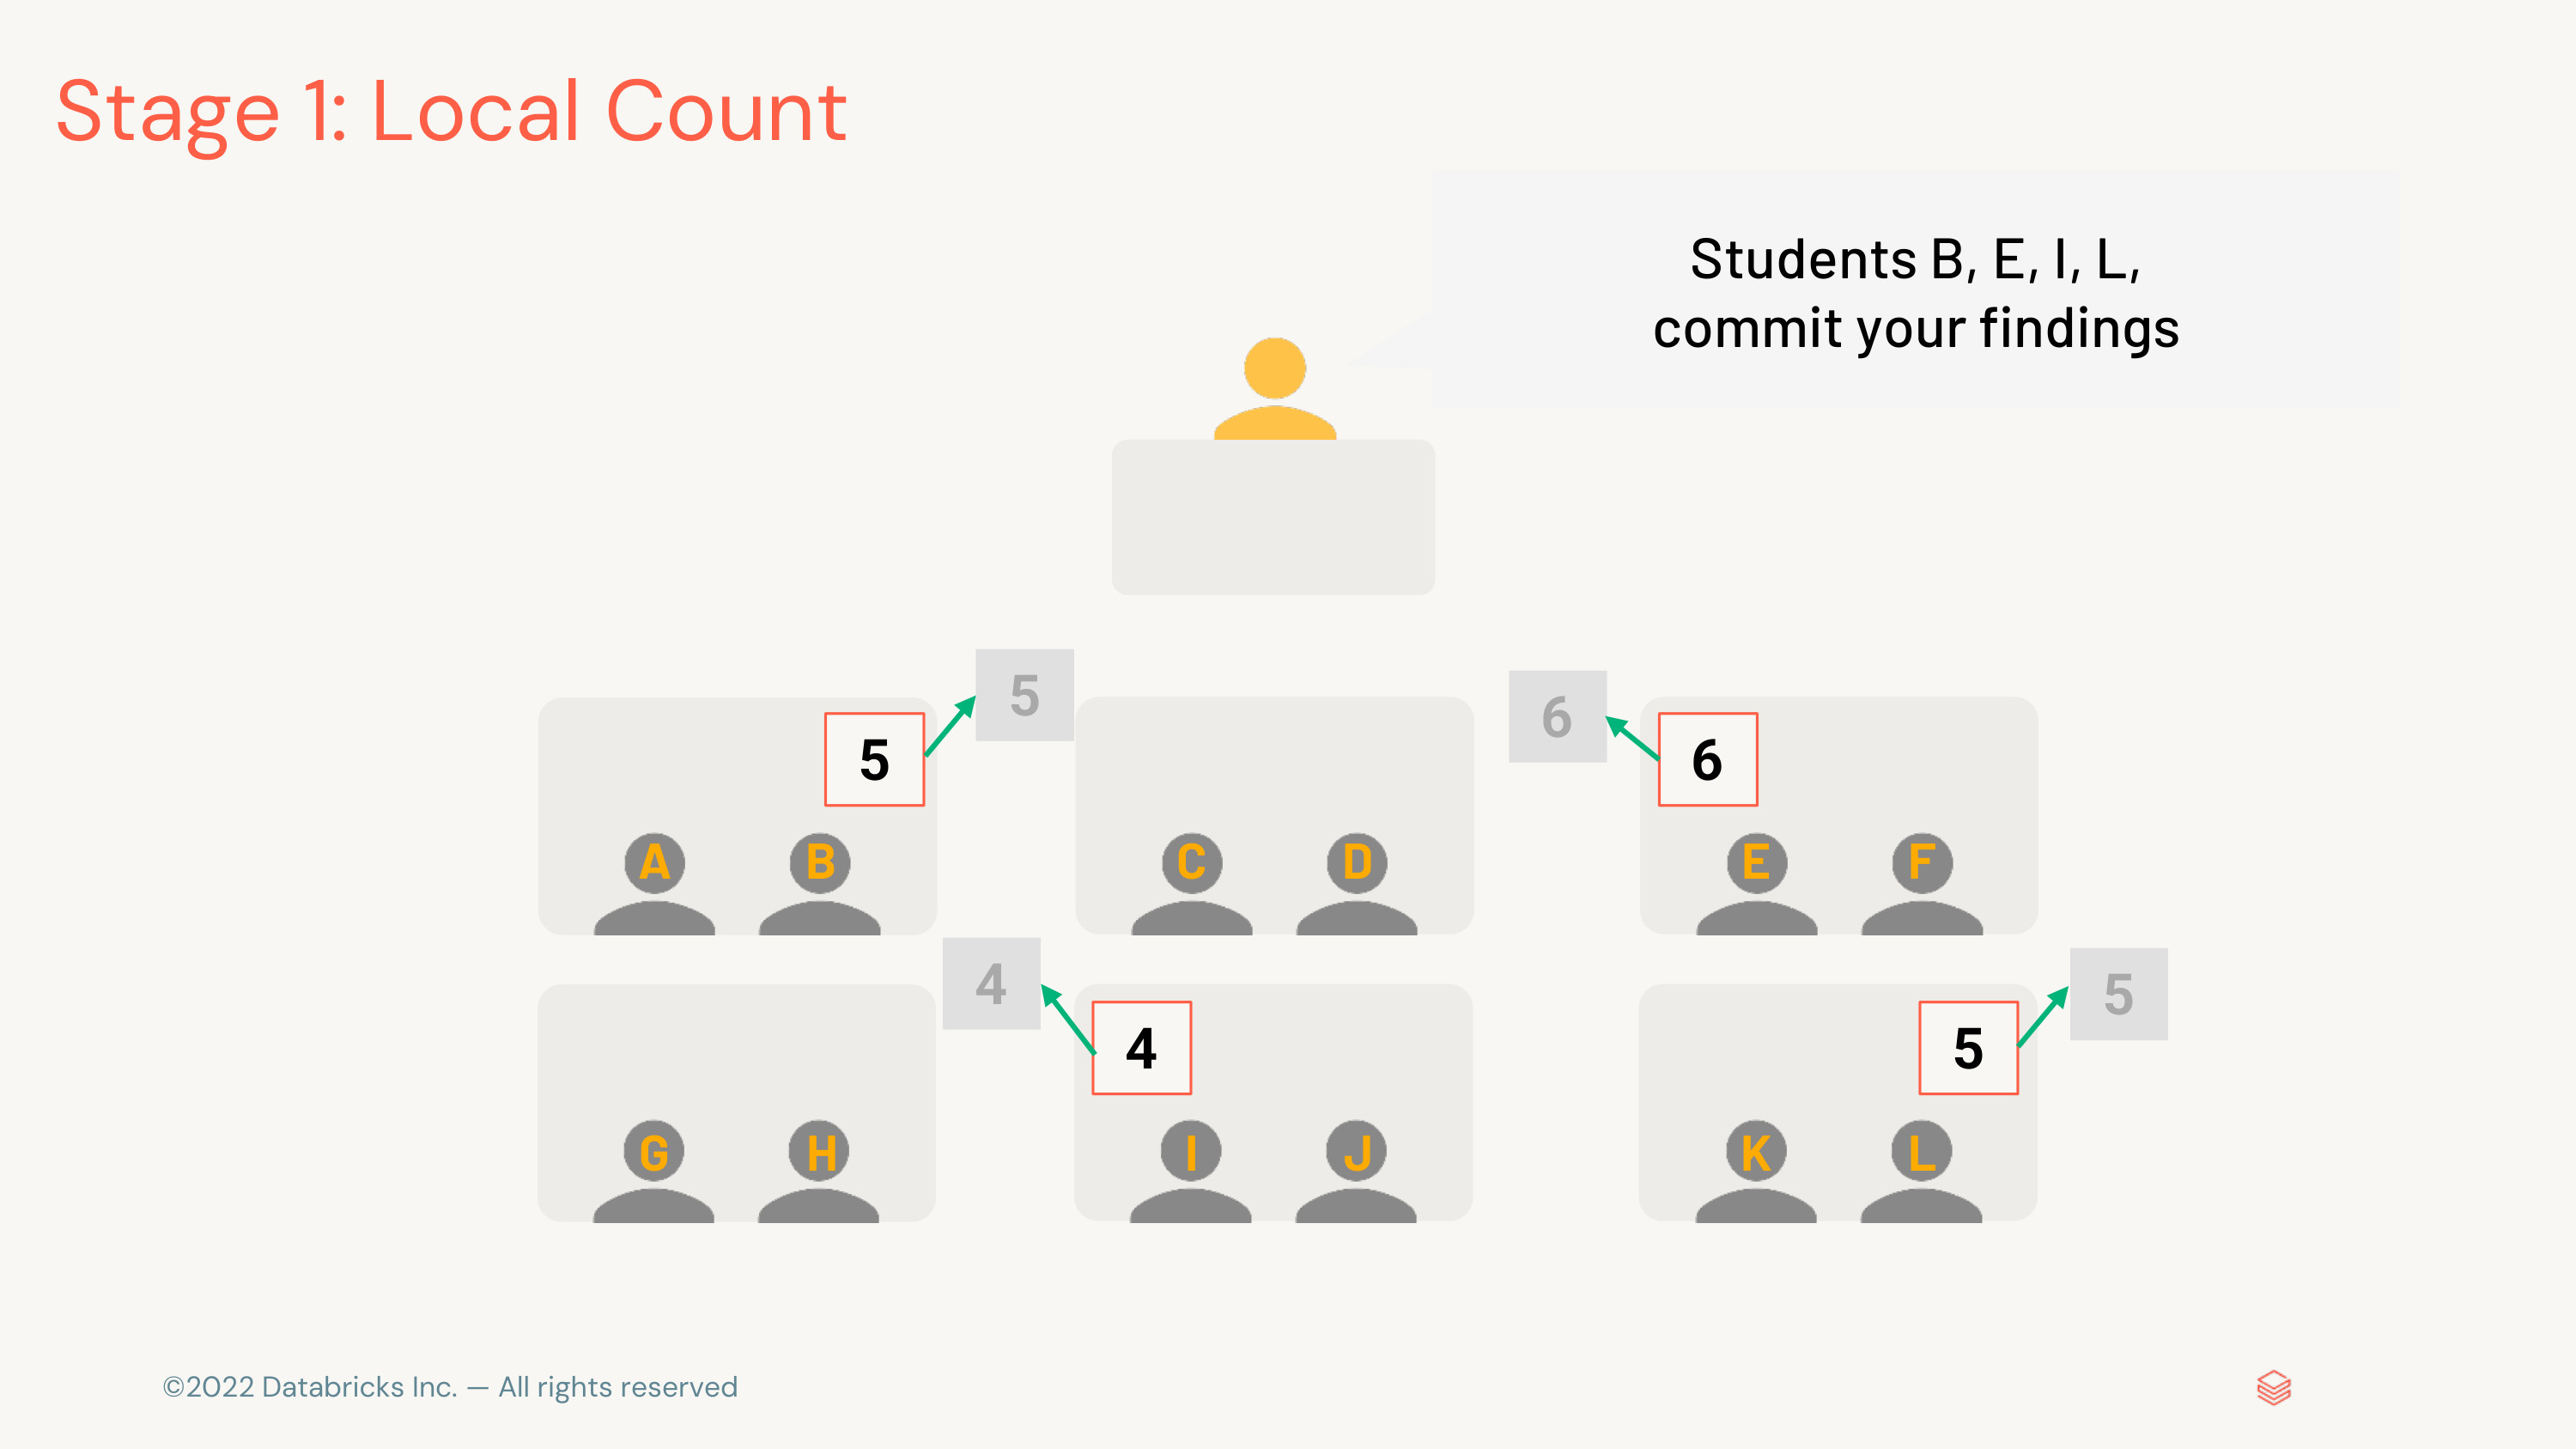 Stage 1: Local Count
Students B, E, I, L,
commit your findings
5
6
5
6
A
B
C
D
E
F
4
5
4
5
G
H
I
J
K
L
©2022 Databricks Inc. — All rights reserved